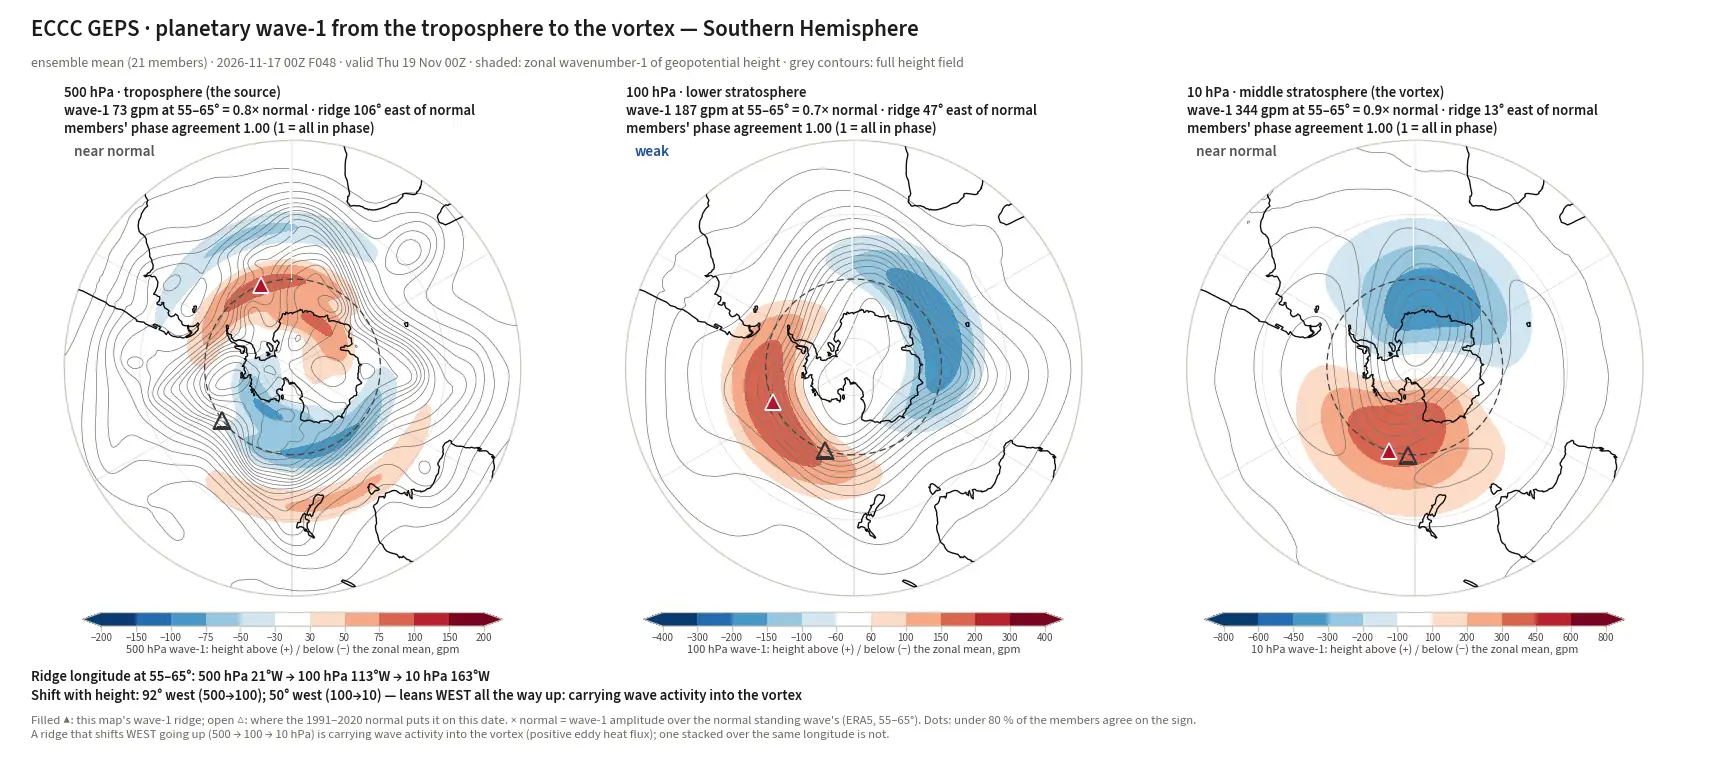 ECCC GEPS · planetary wave-1 from the troposphere to the vortex — Southern Hemisphere
ensemble mean (21 members) · 2026-11-17 00Z F048 · valid Thu 19 Nov 00Z · shaded: zonal wavenumber-1 of geopotential height · grey contours: full height field
500 hPa · troposphere (the source)
wave-1 73 gpm at 55–65° = 0.8× normal · ridge 106° east of normal
members' phase agreement 1.00 (1 = all in phase)
near normal
100 hPa · lower stratosphere
wave-1 187 gpm at 55–65° = 0.7× normal · ridge 47° east of normal
members' phase agreement 1.00 (1 = all in phase)
weak
10 hPa · middle stratosphere (the vortex)
wave-1 344 gpm at 55–65° = 0.9× normal · ridge 13° east of normal
members' phase agreement 1.00 (1 = all in phase)
near normal
−200 −150 −100 −75 −50 −30 30 50 75 100 150 200
500 hPa wave-1: height above (+) / below (−) the zonal mean, gpm
−400 −300 −200 −150 −100 −60 60 100 150 200 300 400
100 hPa wave-1: height above (+) / below (−) the zonal mean, gpm
−800 −600 −450 −300 −200 −100 100 200 300 450 600 800
10 hPa wave-1: height above (+) / below (−) the zonal mean, gpm
Ridge longitude at 55–65°: 500 hPa 21°W → 100 hPa 113°W → 10 hPa 163°W
Shift with height: 92° west (500→100); 50° west (100→10) — leans WEST all the way up: carrying wave activity into the vortex
Filled ▲: this map's wave-1 ridge; open △: where the 1991–2020 normal puts it on this date. × normal = wave-1 amplitude over the normal standing wave's (ERA5, 55–65°). Dots: under 80 % of the members agree on the sign.
A ridge that shifts WEST going up (500 → 100 → 10 hPa) is carrying wave activity into the vortex (positive eddy heat flux); one stacked over the same longitude is not.